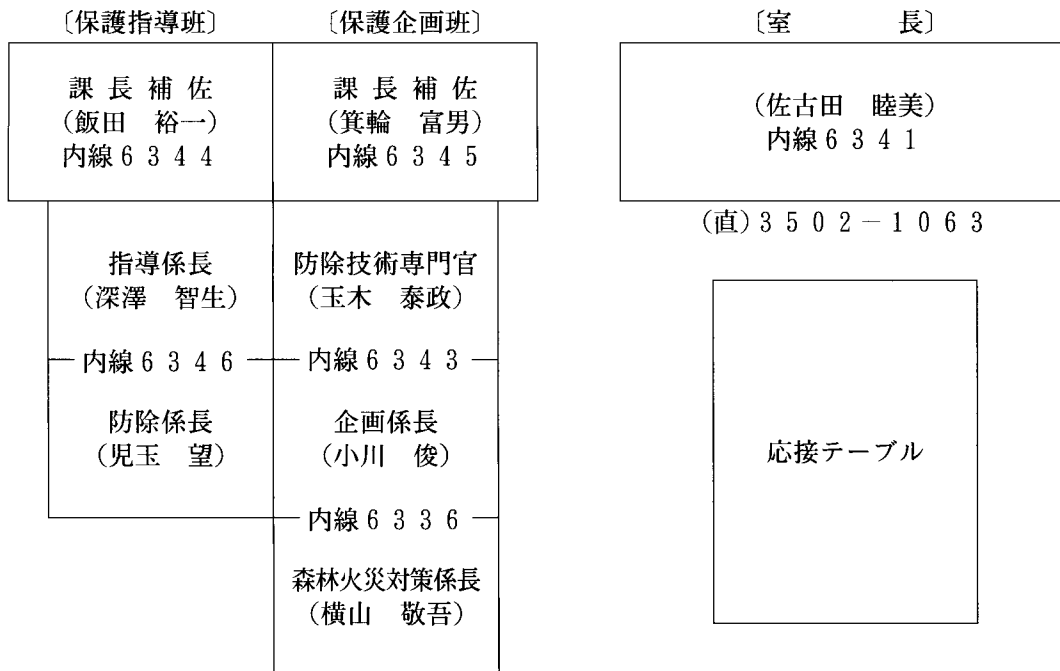 〔保護指導班〕
課長補佐
(飯田 裕一)
内線6344
指導係長
(深澤 智生)
内線6346
防除係長
(児玉 望)
〔保護企画班〕
課長補佐
(箕輪 富男)
内線6345
防除技術専門官
(玉木 泰政)
内線6343
企画係長
(小川 俊)
内線6336
森林火災対策係長
(横山 敬吾)
〔室 長〕
(佐古田 睦美)
内線6341
(直)3502-1063
応接テーブル